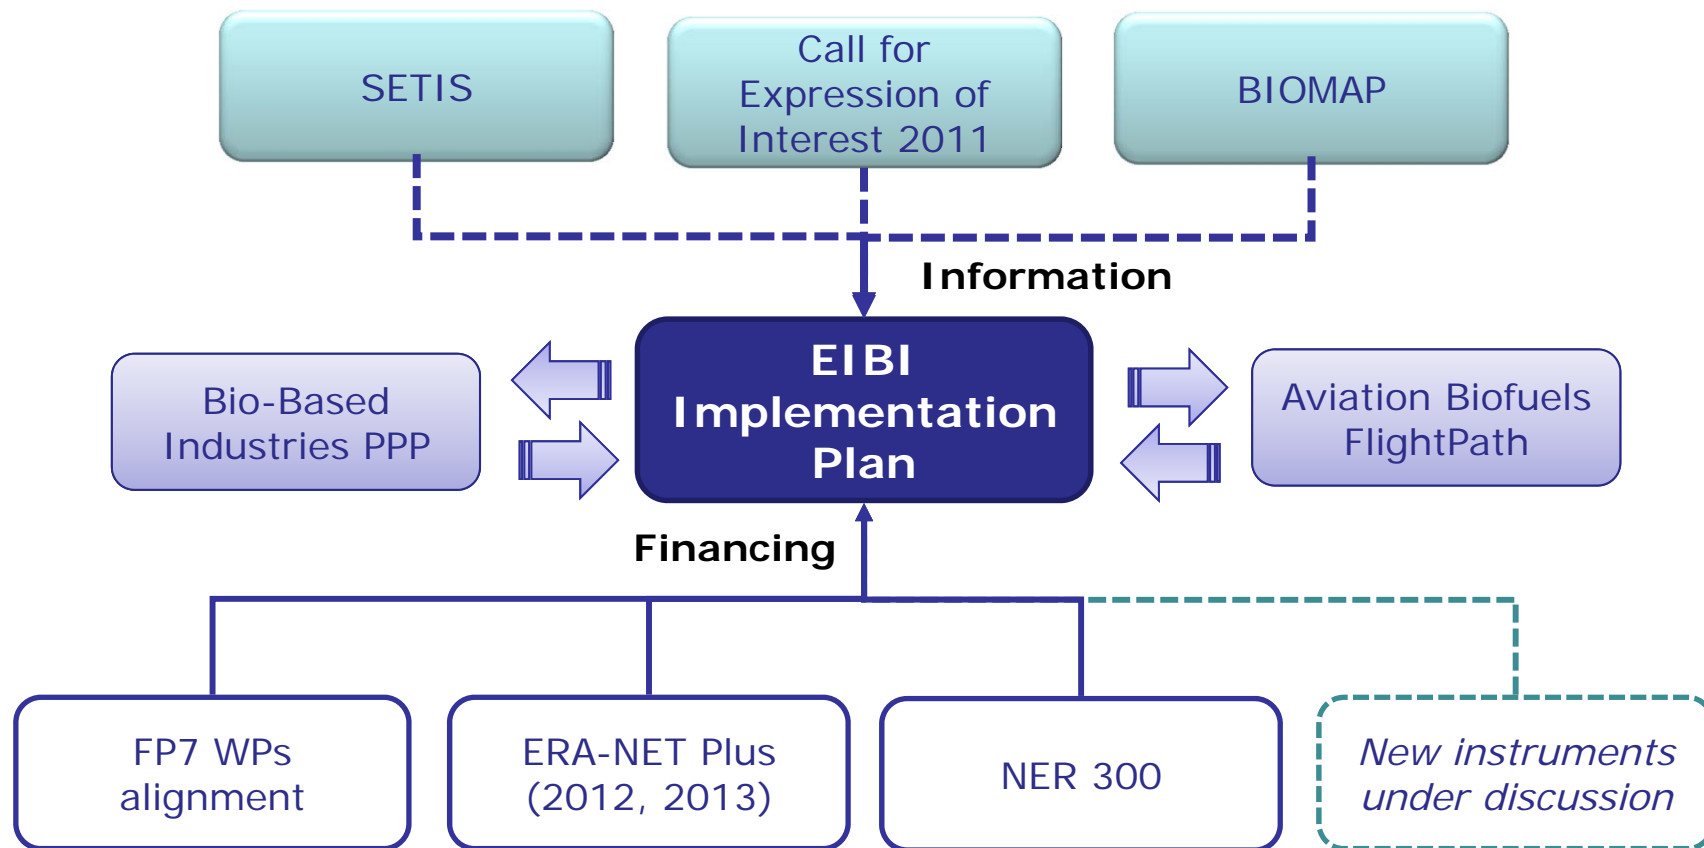 SETIS
Call for
Expression of
Interest 2011
BIOMAP
Information
Bio-Based
Industries PPP
EIBI
Implementation
Plan
Aviation Biofuels
FlightPath
Financing
FP7 WPs
alignment
ERA-NET Plus
(2012, 2013)
NER 300
New instruments
under discussion